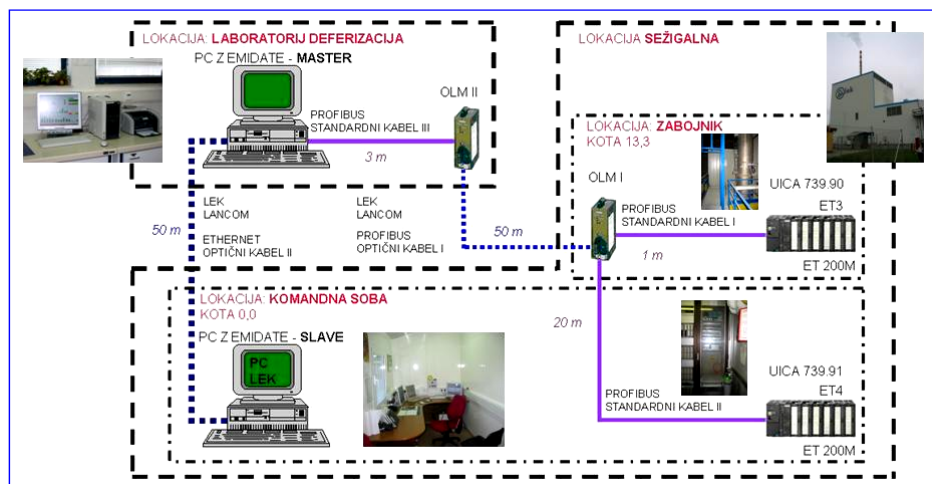 LOKACIJA: LABORATORIJ DEFERIZACIJA
PC Z EMIDATE - MASTER
OLM II
PROFIBUS
STANDARDNI KABEL III
3 m
LOKACIJA SEŽIGALNA
LOKACIJA: ZABOJNIK
KOTA 13,3
OLM I
UICA 739.90
ET3
PROFIBUS
STANDARDNI KABEL I
1 m
ET 200M
50 m
LEK
LANCOM
ETHERNET
OPTIČNI KABEL II
LEK
LANCOM
PROFIBUS
OPTIČNI KABEL I
50 m
LOKACIJA: KOMANDNA SOBA
KOTA 0,0
PC Z EMIDATE - SLAVE
PC
LEK
20 m
PROFIBUS
STANDARDNI KABEL II
UICA 739.91
ET4
ET 200M